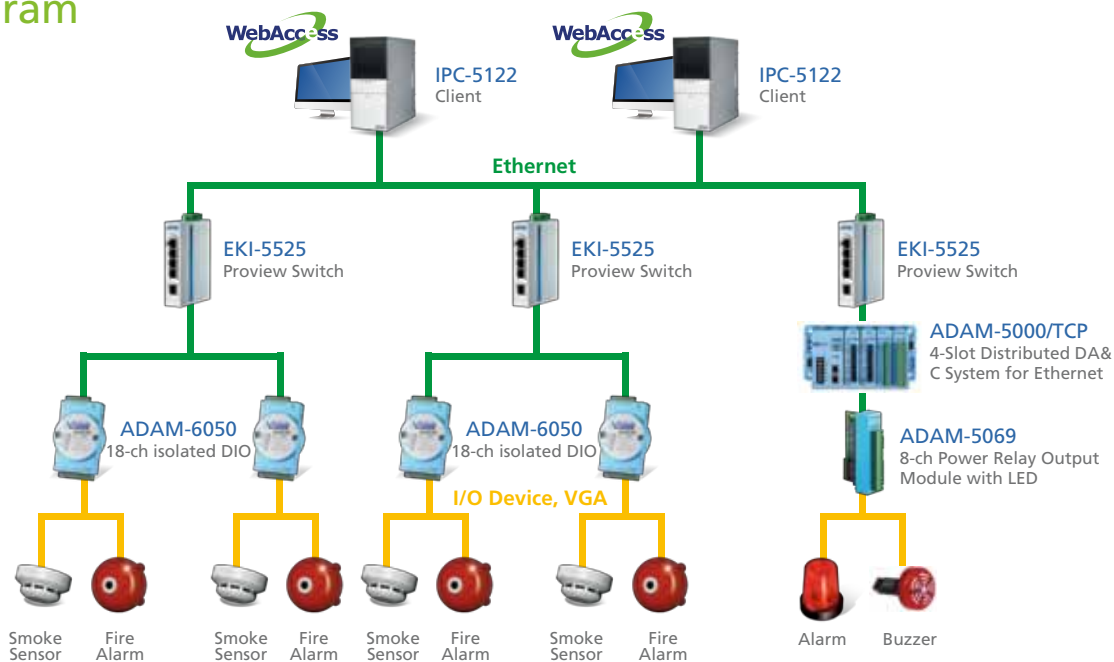 ram
WebAccess
WebAccess
IPC-5122
Client
IPC-5122
Client
Ethernet
EKI-5525
Proview Switch
EKI-5525
Proview Switch
EKI-5525
Proview Switch
ADAM-5000/TCP
4-Slot Distributed DA&
C System for Ethernet
ADAM-6050
18-ch isolated DIO
ADAM-6050
18-ch isolated DIO
ADAM-5069
8-ch Power Relay Output
Module with LED
I/O Device, VGA
Smoke
Sensor
Fire
Alarm
Smoke
Sensor
Fire
Alarm
Smoke
Sensor
Fire
Alarm
Smoke
Sensor
Fire
Alarm
Alarm
Buzzer